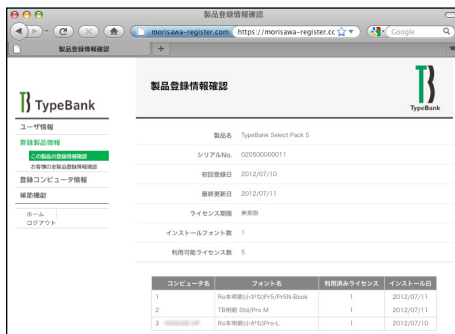 製品登録情報確認
morisawa-register.com
https://morisawa-register.cc
Google
製品登録情報確認
TypeBank
製品登録情報確認
TypeBank
ユーザ情報
登録製品情報
この製品の登録情報確認
お客様の全製品登録情報確認
登録コンピュータ情報
補助機能
ホーム
ログアウト
製品名 TypeBank Select Pack 5
シリアルNo. 020500000011
初回登録日 2012/07/10
最終更新日 2012/07/11
ライセンス期限 無期限
インストールフォント数 1
利用可能ライセンス数 5
コンピュータ名 フォント名 利用済みライセンス インストール日
1 Ro本明朝(小がな)Pr5/Pr5N-Book 1 2012/07/11
2 TB明朝 Std/Pro M 1 2012/07/11
3 Ro本明朝(小がな)Pro-L 1 2012/07/10